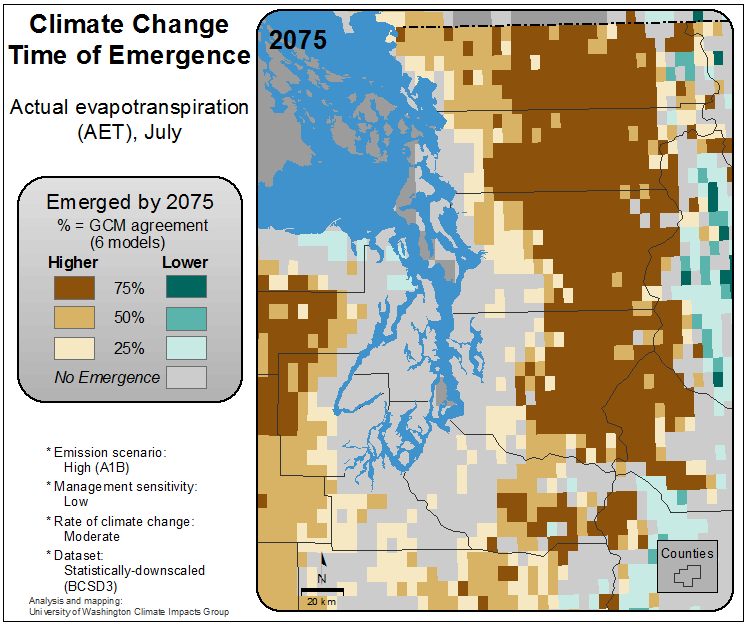 Climate Change
Time of Emergence
Actual evapotranspiration
(AET), July
Emerged by 2075
% = GCM agreement
(6 models)
Higher Lower
75%
50%
25%
No Emergence
* Emission scenario:
High (A1B)
* Management sensitivity:
Low
* Rate of climate change:
Moderate
* Dataset:
Statistically-downscaled
(BCSD3)
Analysis and mapping:
University of Washington Climate Impacts Group
2075
N
20 km
Counties